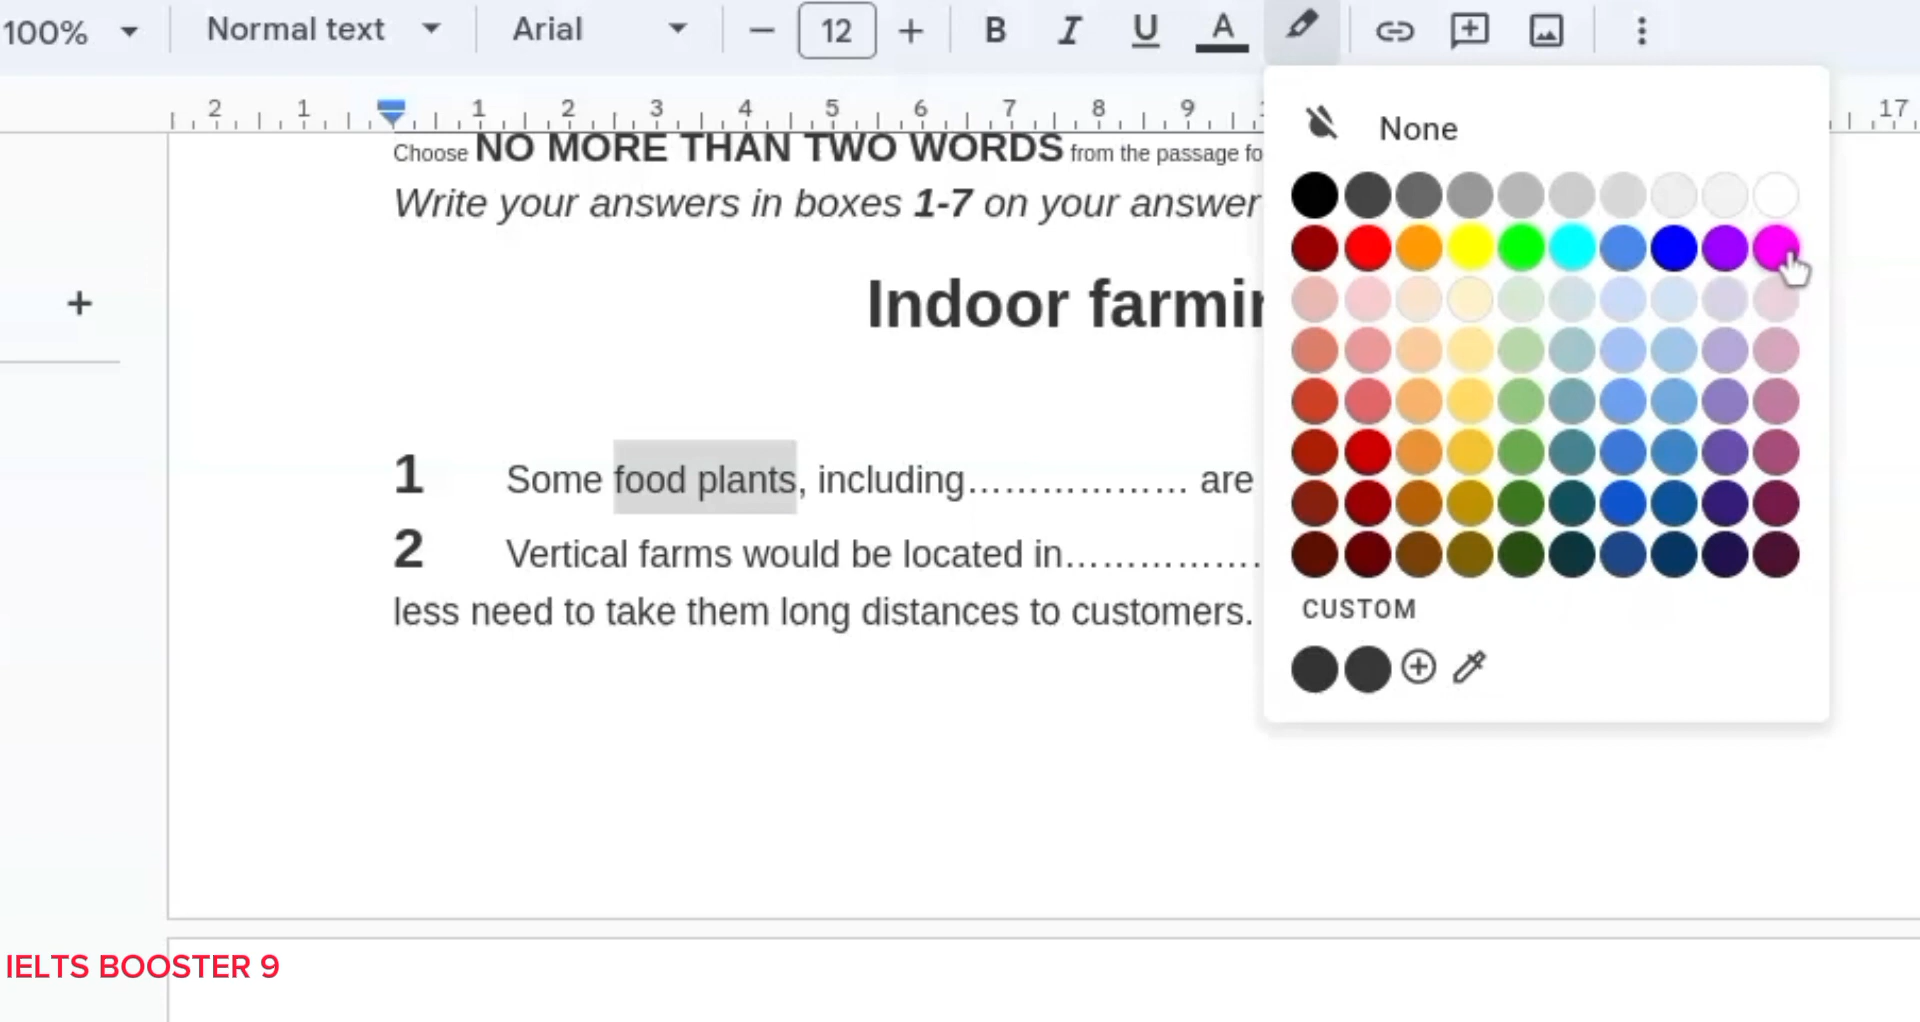 100% Normal text Arial 12 B I U A
2 1 1 2 3 4 5 6 7 8 9 17
Choose NO MORE THAN TWO WORDS from the passage fo
Write your answers in boxes 1-7 on your answer
Indoor farmin
1 Some food plants, including……………… are
2 Vertical farms would be located in……………
less need to take them long distances to customers.
None
CUSTOM
IELTS BOOSTER 9